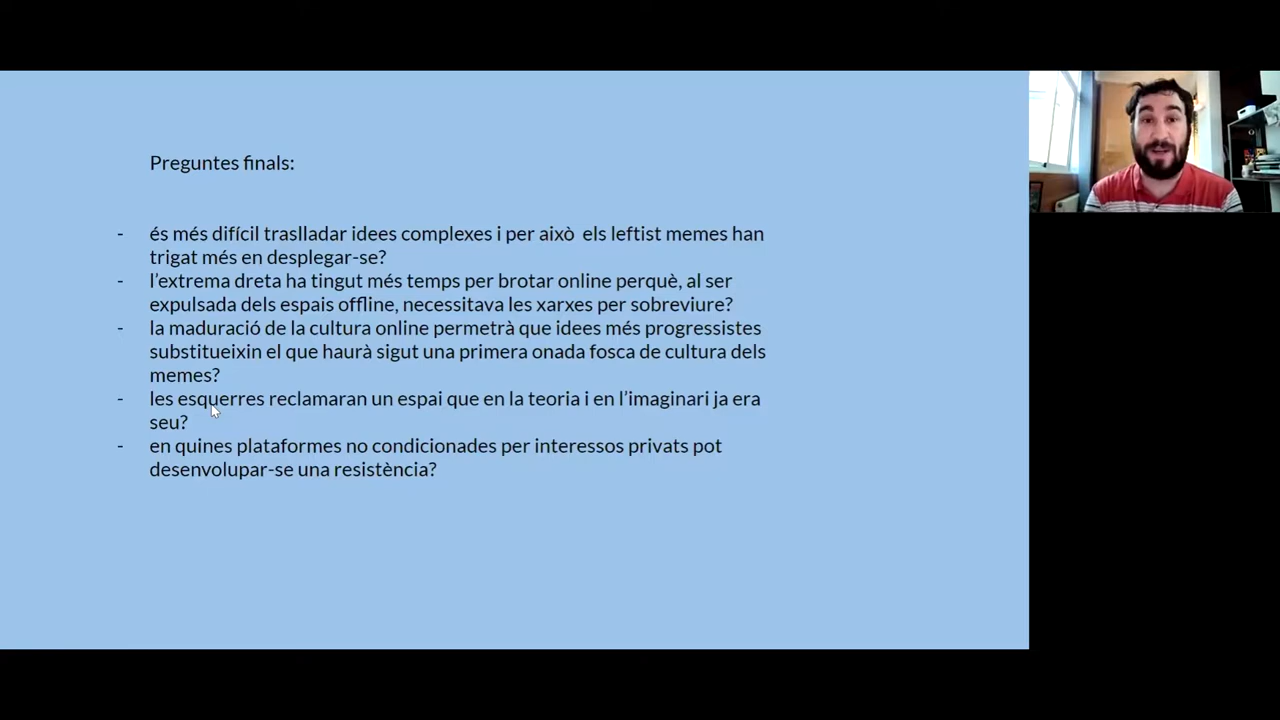 Preguntes finals:
- és més difícil traslladar idees complexes i per això els leftist memes han
trigat més en desplegar-se?
- l'extrema dreta ha tingut més temps per brotar online perquè, al ser
expulsada dels espais offline, necessitava les xarxes per sobreviure?
- la maduració de la cultura online permetrà que idees més progressistes
substitueixin el que haurà sigut una primera onada fosca de cultura dels
memes?
- les esquerres reclamaran un espai que en la teoria i en l'imaginari ja era
seu?
- en quines plataformes no condicionades per interessos privats pot
desenvolupar-se una resistència?